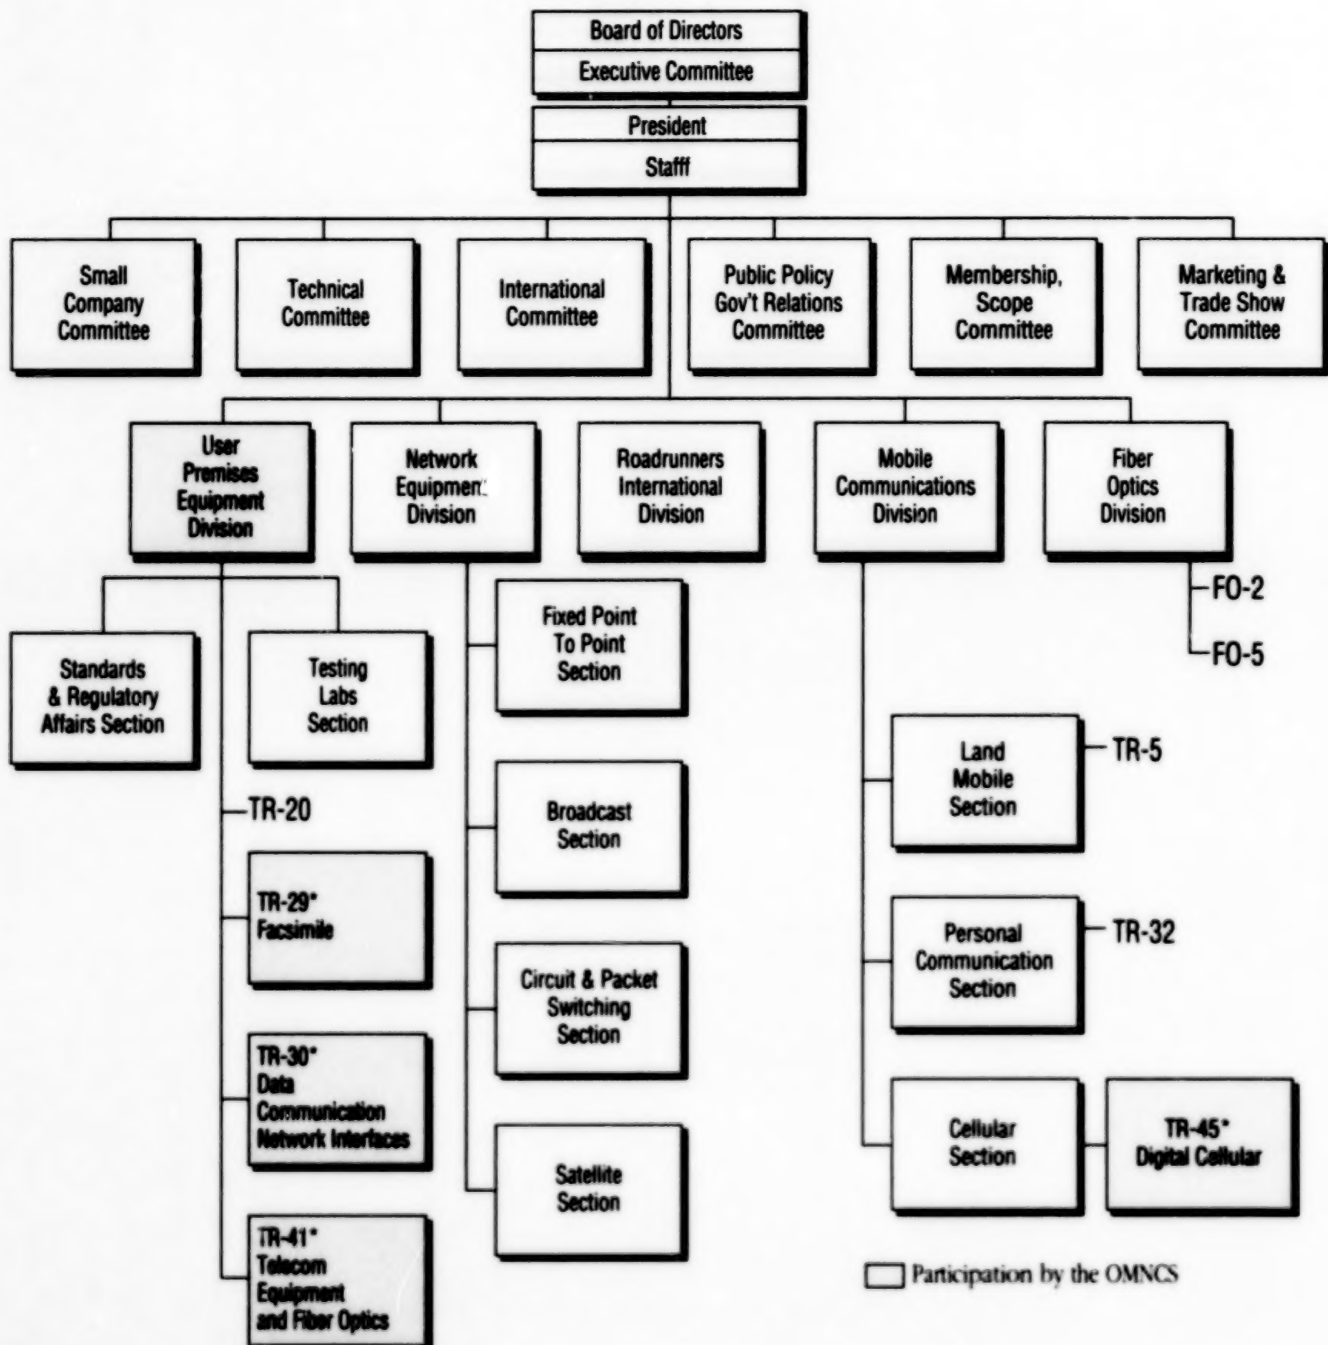 Board of Directors
Executive Committee
President
Stafff
Small
Company
Committee
Technical
Committee
International
Committee
Public Policy
Gov't Relations
Committee
Membership,
Scope
Committee
Marketing &
Trade Show
Committee
User
Premises
Equipment
Division
Network
Equipment
Division
Roadrunners
International
Division
Mobile
Communications
Division
Fiber
Optics
Division
FO-2
FO-5
Standards
& Regulatory
Affairs Section
Testing
Labs
Section
TR-20
TR-29*
Facsimile
TR-30*
Data
Communication
Network Interfaces
TR-41*
Telecom
Equipment
and Fiber Optics
Fixed Point
To Point
Section
Broadcast
Section
Circuit & Packet
Switching
Section
Satellite
Section
Land
Mobile
Section
TR-5
Personal
Communication
Section
TR-32
Cellular
Section
TR-45*
Digital Cellular
Participation by the OMNCS